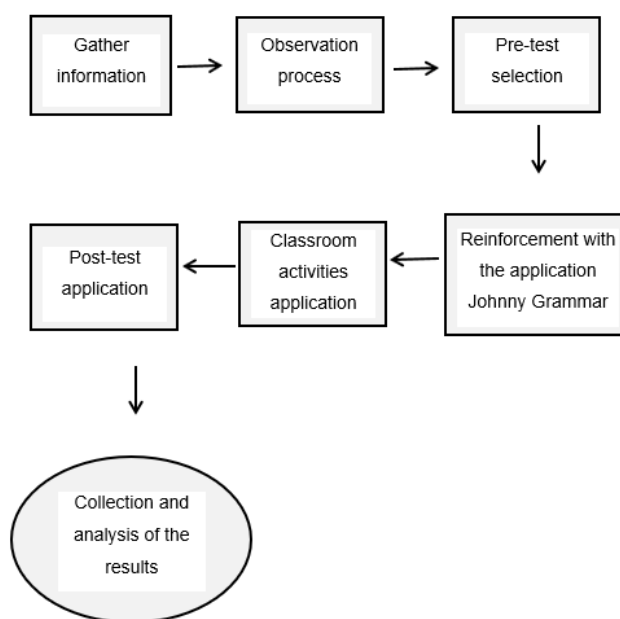 Gather
information
Observation
process
Pre-test
selection
Reinforcement with
the application
Johnny Grammar
Classroom
activities
application
Post-test
application
Collection and
analysis of the
results